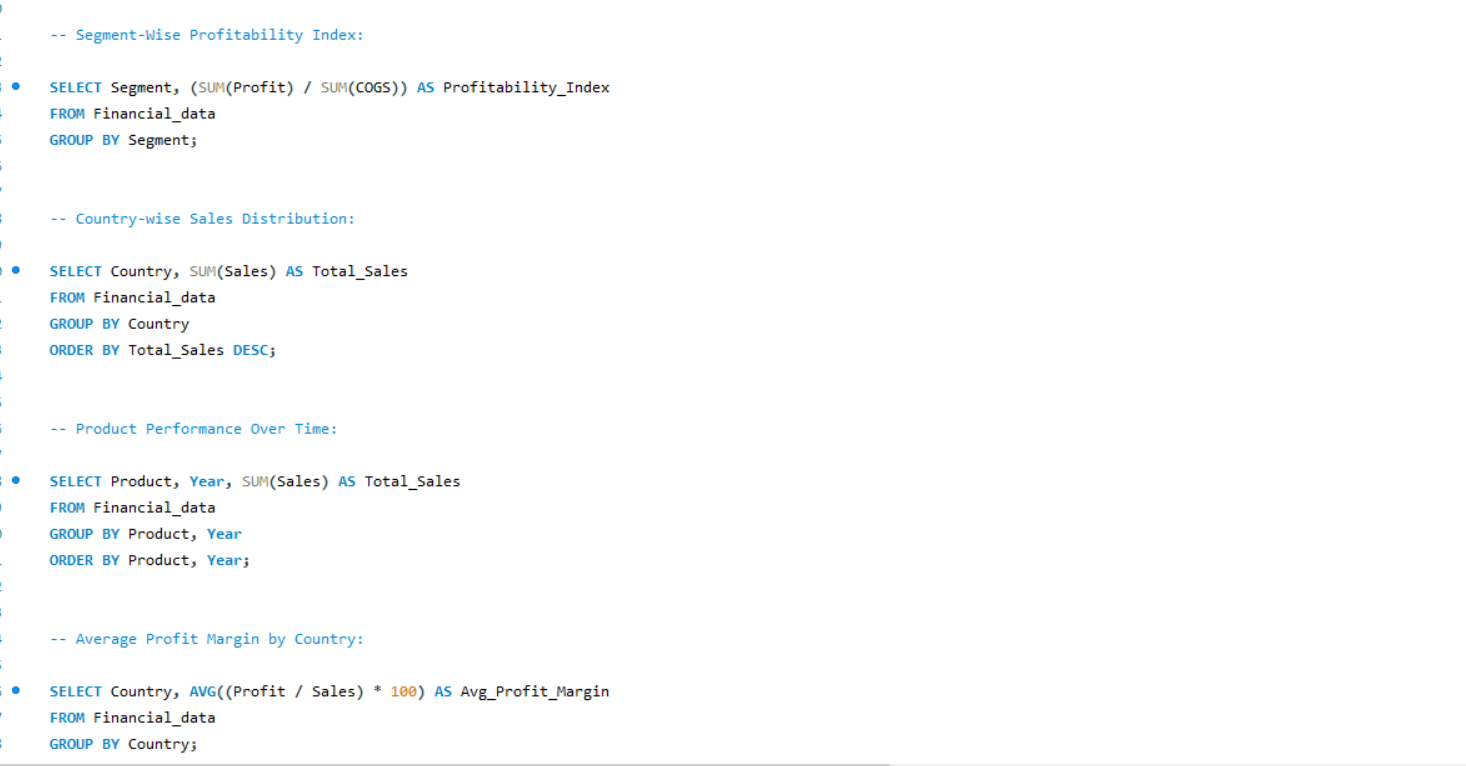 -- Segment-Wise Profitability Index:
SELECT Segment, (SUM(Profit) / SUM(COGS)) AS Profitability_Index
FROM Financial_data
GROUP BY Segment;
-- Country-wise Sales Distribution:
SELECT Country, SUM(Sales) AS Total_Sales
FROM Financial_data
GROUP BY Country
ORDER BY Total_Sales DESC;
-- Product Performance Over Time:
SELECT Product, Year, SUM(Sales) AS Total_Sales
FROM Financial_data
GROUP BY Product, Year
ORDER BY Product, Year;
-- Average Profit Margin by Country:
SELECT Country, AVG((Profit / Sales) * 100) AS Avg_Profit_Margin
FROM Financial_data
GROUP BY Country;